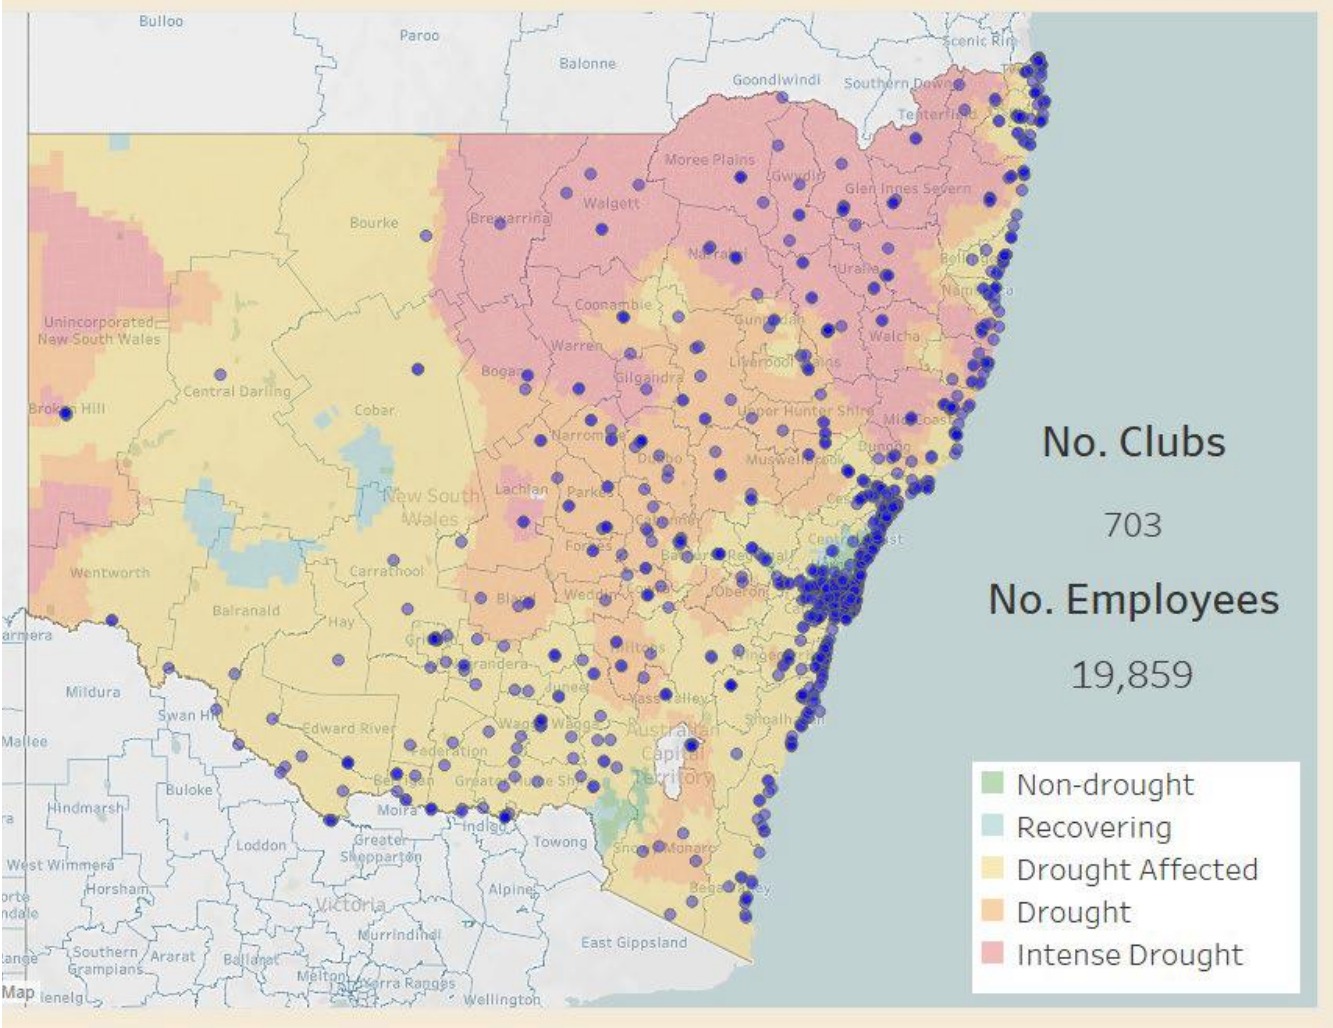 Bulloo
Paroo
Balonne
Scenic Rim
Goondiwindi
Southern Downs
Tenterfield
Moree Plains
Gwydir
Glen Innes Severn
Walgett
Brewarrina
Bourke
Narrabri
Uralla
Coonamble
Gunnedah
Unincorporated
New South Wales
Warren
Walcha
Liverpool Plains
Bogan
Gilgandra
Central Darling
Broken Hill
Cobar
Upper Hunter Shire
Mid-Coast
Narromine
Dungog
Dubbo
Muswellbrook
No. Clubs
Lachlan
Parkes
New South
Wales
703
Forbes
Central Coast
Wentworth
Carrathool
Bland
Weddin
Oberon
Balranald
Hay
No. Employees
19,859
Mildura
Junee
Yass Valley
Swan Hill
Edward River
Wagga Wagga
Shoalhaven
Australian
Capital
Territory
Mallee
Federation
Berrigan
Greater Hume Shire
Buloke
Hindmarsh
Moira
Indigo
Loddon
Greater
Shepparton
Towong
Snowy Monaro
West Wimmera
Horsham
Alpine
Bega Valley
Victoria
Murrindindi
East Gippsland
Southern
Grampians
Ararat
Ballarat
Melton
Yarra Ranges
Wellington
Map
Non-drought
Recovering
Drought Affected
Drought
Intense Drought